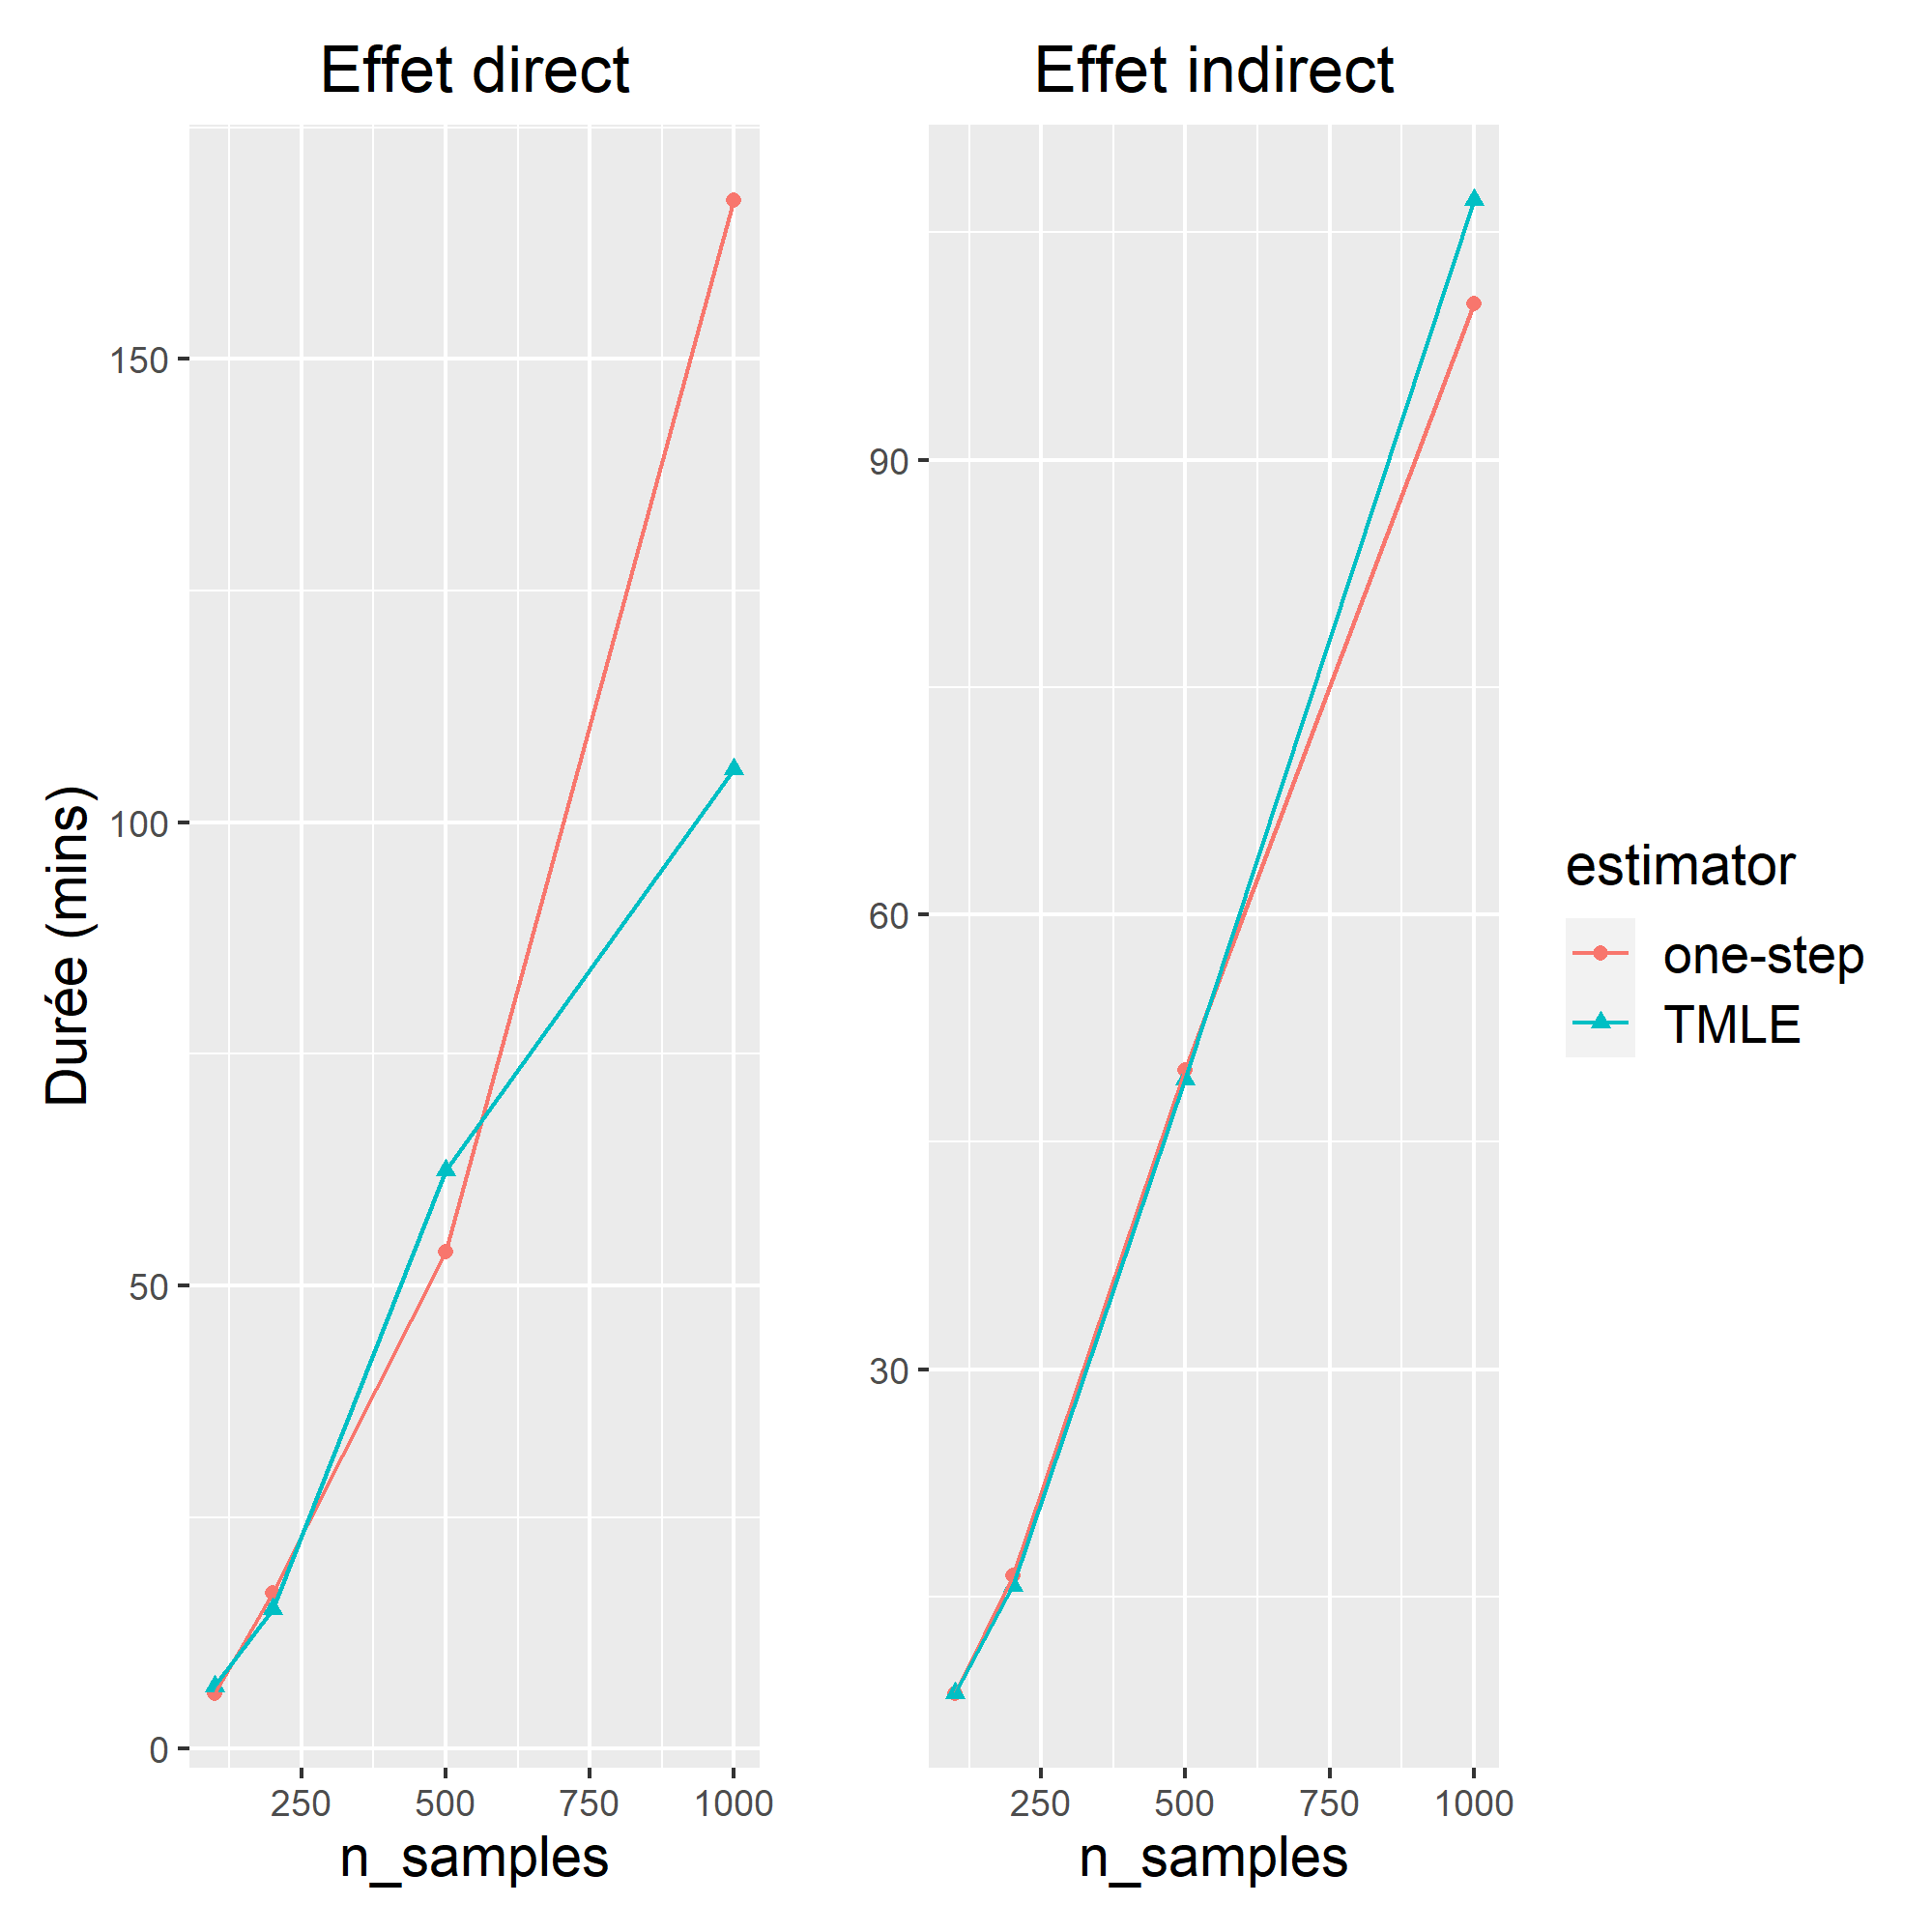 Effet direct
Effet indirect
Durée (mins)
150
100
50
0
250 500 750 1000
n_samples
90
60
30
250 500 750 1000
n_samples
estimator
one-step
TMLE